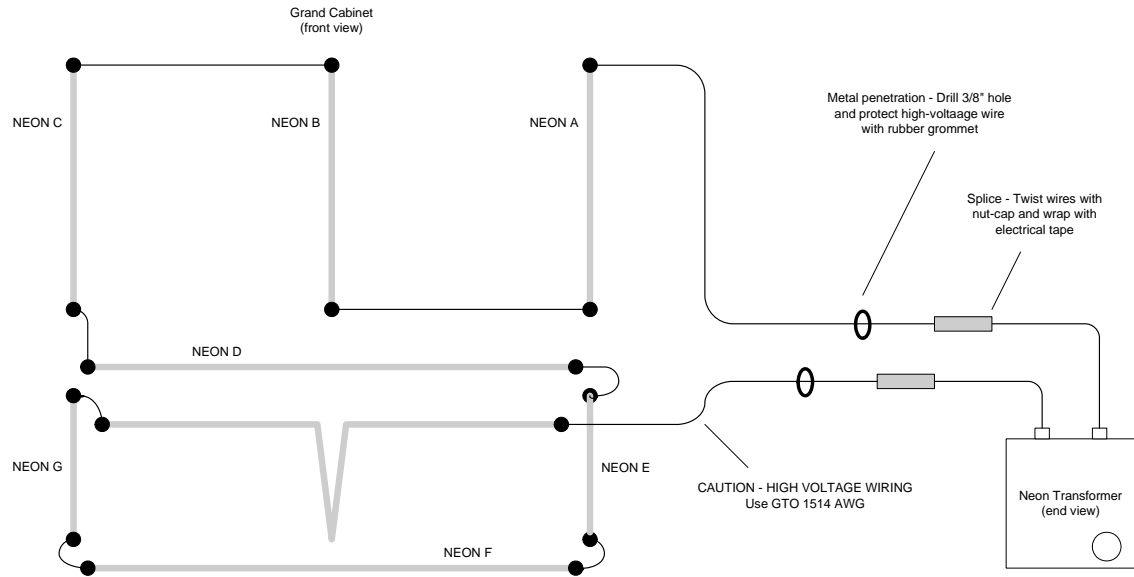 Grand Cabinet
(front view)
NEON C
NEON B
NEON A
Metal penetration - Drill 3/8" hole
and protect high-voltaage wire
with rubber grommet
Splice - Twist wires with
nut-cap and wrap with
electrical tape
NEON D
NEON G
NEON E
CAUTION - HIGH VOLTAGE WIRING
Use GTO 1514 AWG
Neon Transformer
(end view)
NEON F